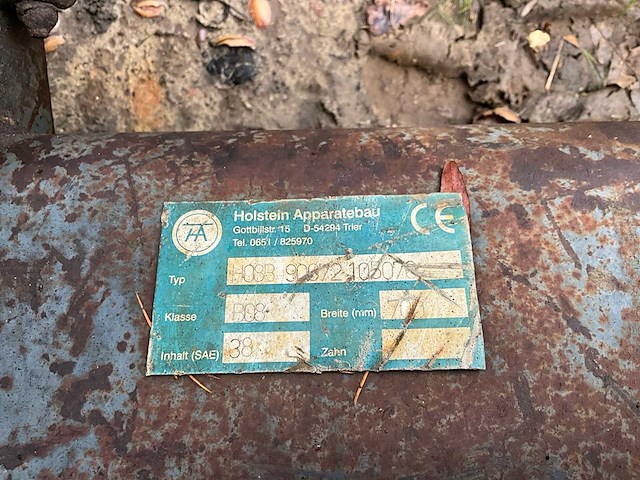 HA
Holstein Apparatebau
Gottbillstr. 15 D-54294 Trier
Tel. 0651 / 825970
CE
Typ
Klasse B08 Breite (mm)
Inhalt (SAE) 38 Zahn